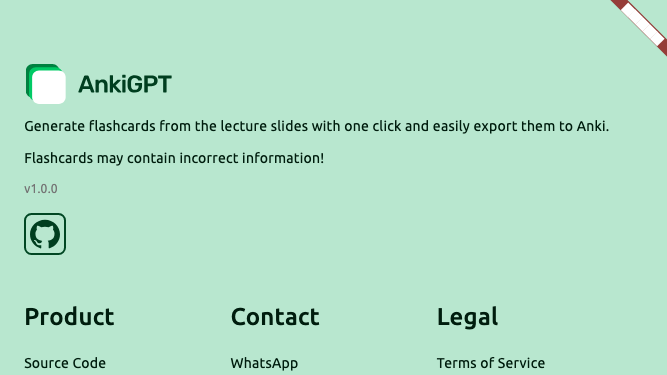 AnkiGPT
Generate flashcards from the lecture slides with one click and easily export them to Anki.
Flashcards may contain incorrect information!
v1.0.0
Product Contact Legal
Source Code WhatsApp Terms of Service